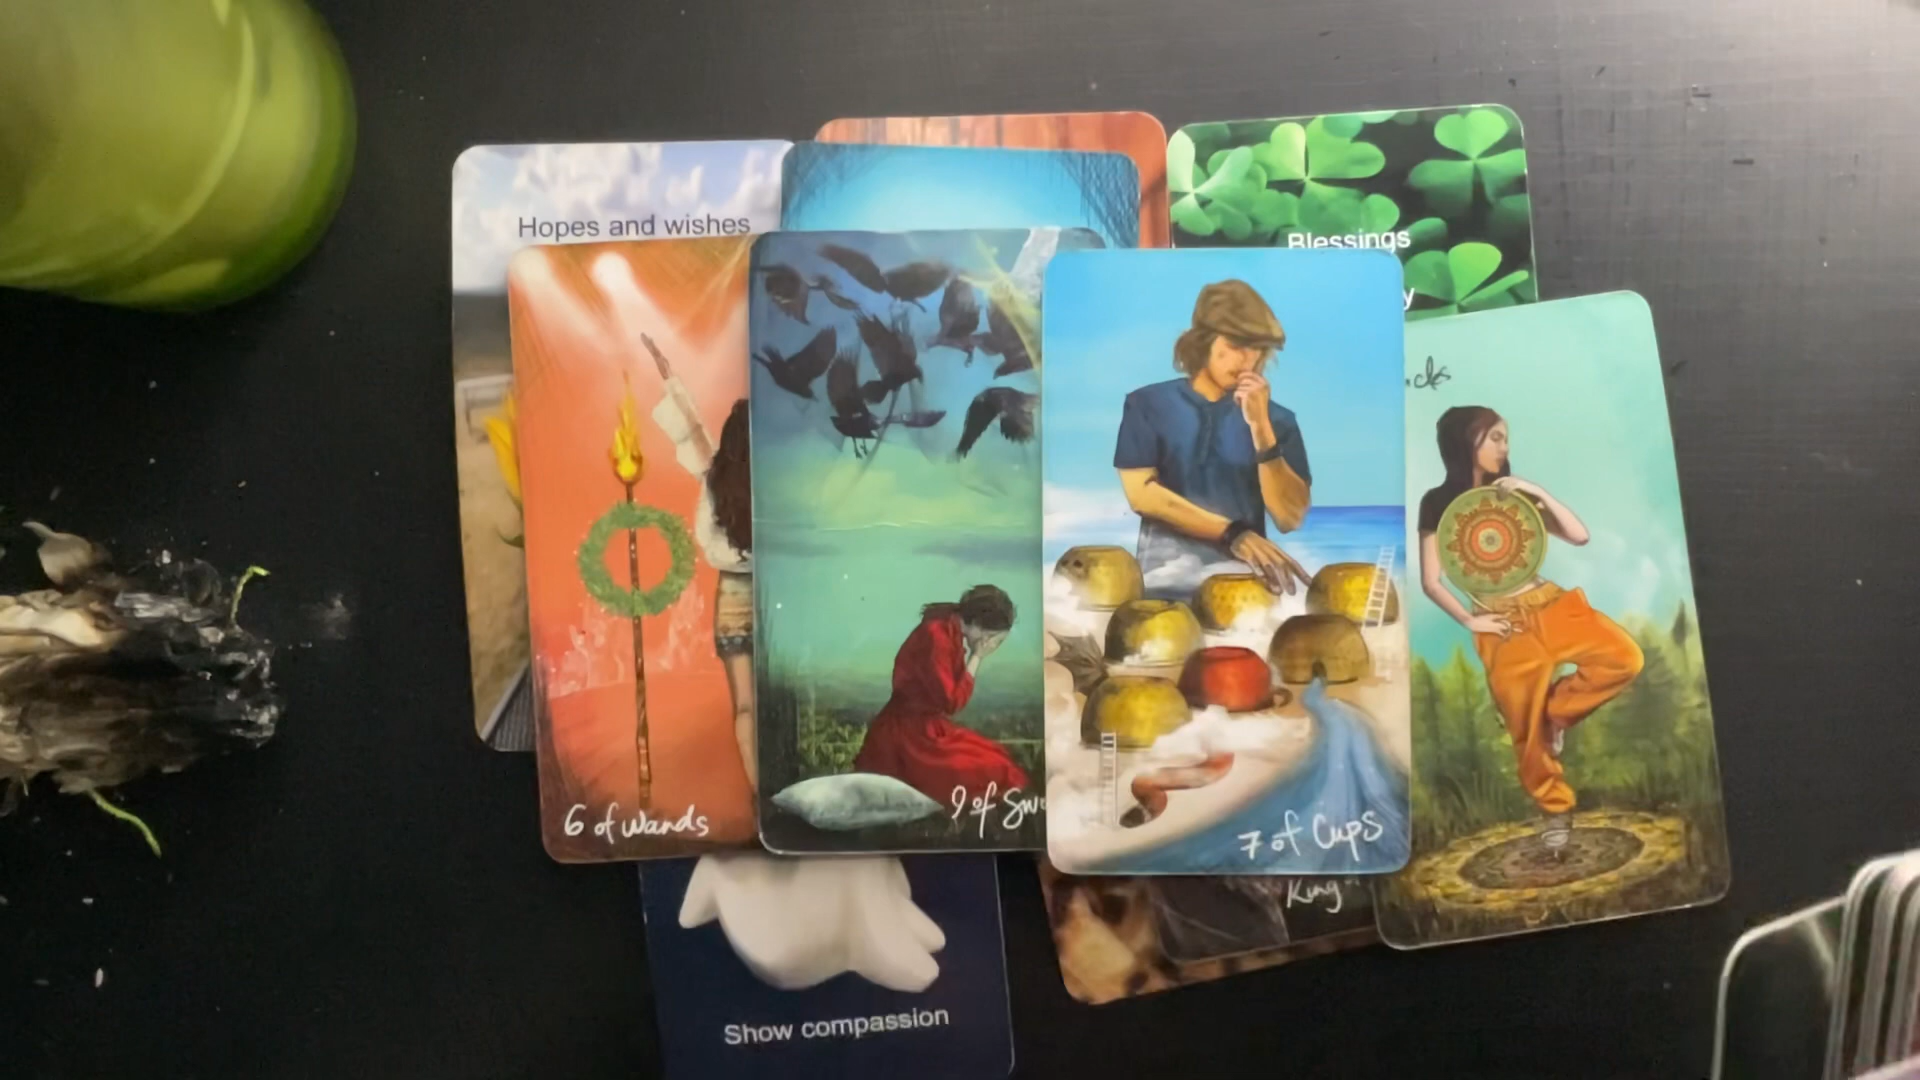 Hopes and wishes
Blessings
6 of Wands
9 of Sw
7 of Cups
King
Show compassion